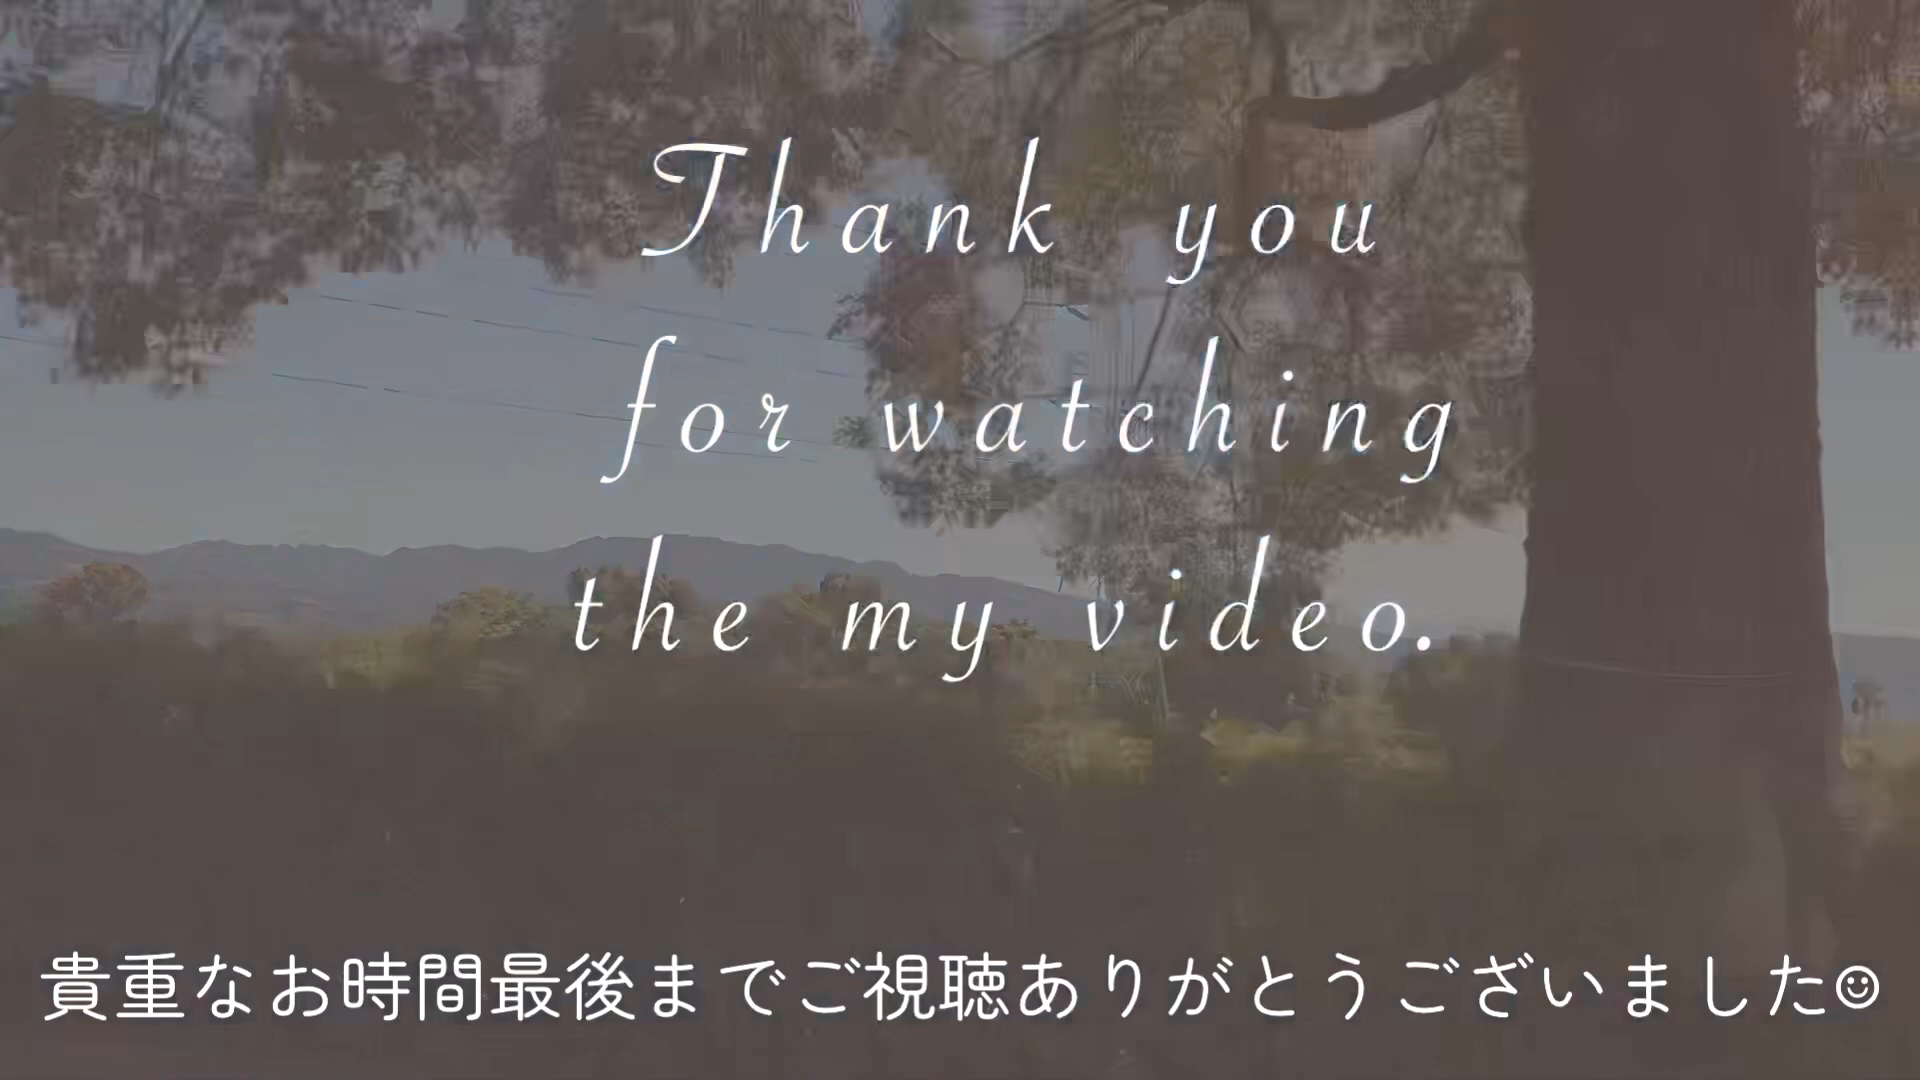 Thank you
for watching
the my video.
貴重なお時間最後までご視聴ありがとうございました☺